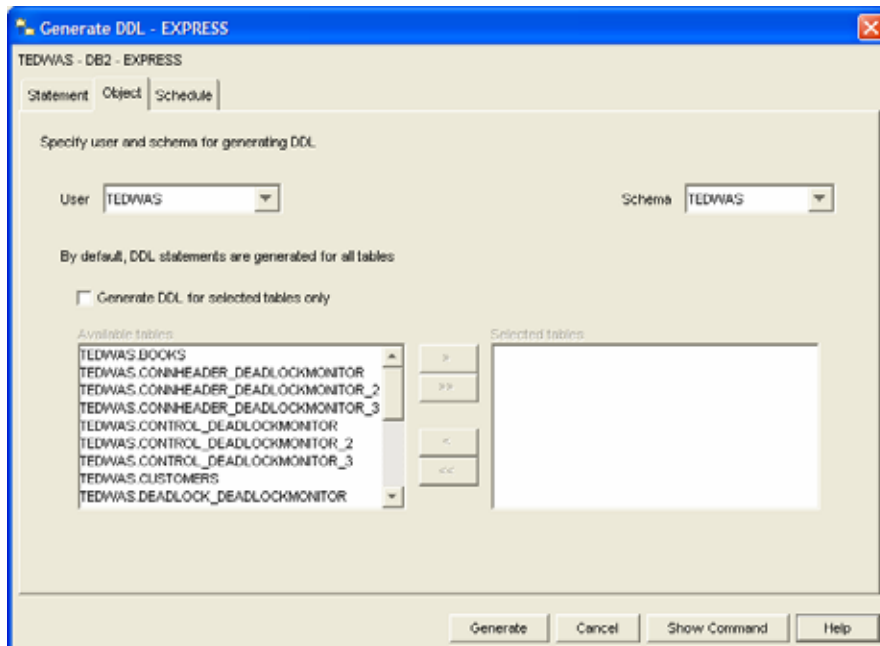 Generate DDL - EXPRESS
TEDWAS - DB2 - EXPRESS
Statement Object Schedule
Specify user and schema for generating DDL
User TEDWAS Schema TEDWAS
By default, DDL statements are generated for all tables
Generate DDL for selected tables only
Available tables Selected tables
TEDWAS.BOOKS
TEDWAS.CONNHEADER_DEADLOCKMONITOR
TEDWAS.CONNHEADER_DEADLOCKMONITOR_2
TEDWAS.CONNHEADER_DEADLOCKMONITOR_3
TEDWAS.CONTROL_DEADLOCKMONITOR
TEDWAS.CONTROL_DEADLOCKMONITOR_2
TEDWAS.CONTROL_DEADLOCKMONITOR_3
TEDWAS.CUSTOMERS
TEDWAS.DEADLOCK_DEADLOCKMONITOR
>
>>
<
<<
Generate Cancel Show Command Help